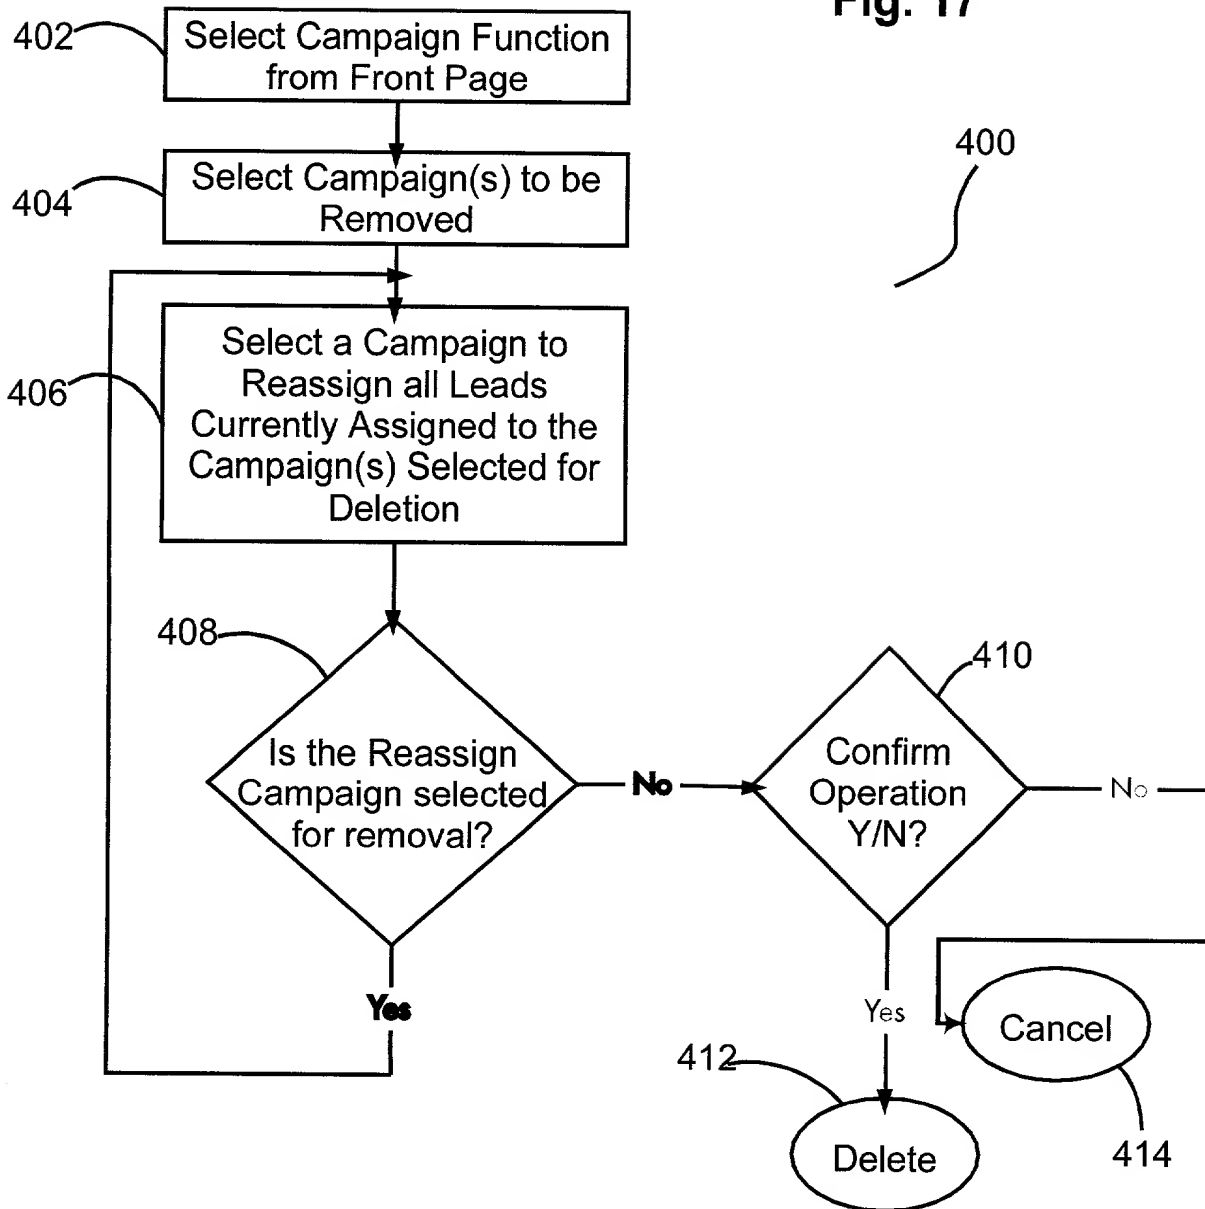 Fig. 17
402
Select Campaign Function
from Front Page
400
404
Select Campaign(s) to be
Removed
406
Select a Campaign to
Reassign all Leads
Currently Assigned to the
Campaign(s) Selected for
Deletion
408
Is the Reassign
Campaign selected
for removal?
No
410
Confirm
Operation
Y/N?
No
Yes
Yes
Cancel
412
Delete
414